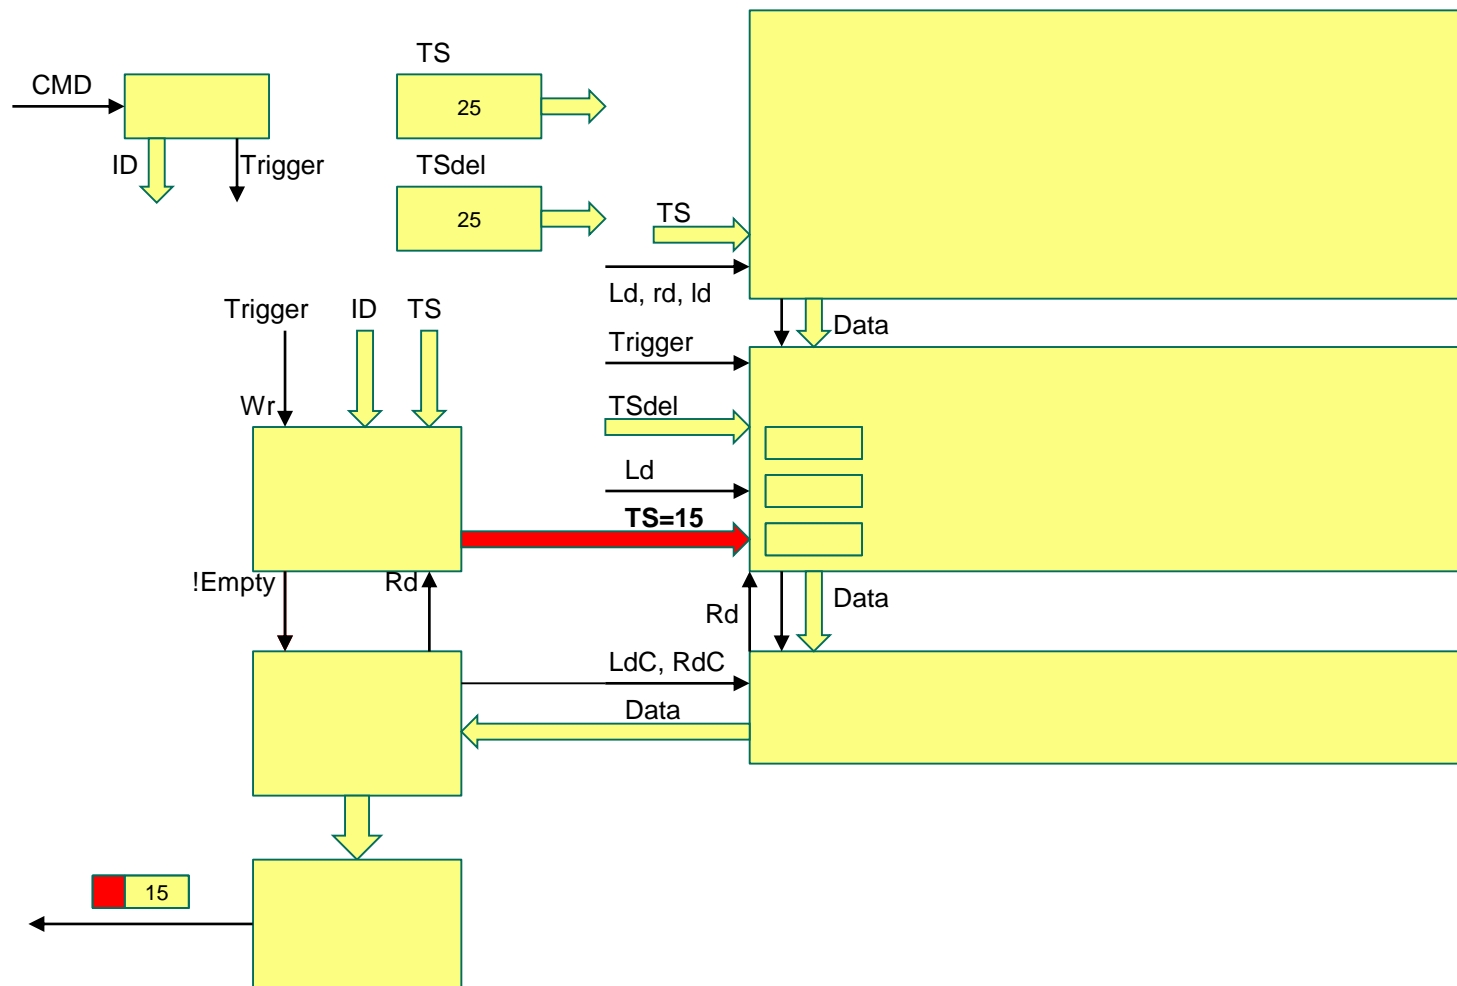 TS
CMD
25
ID
Trigger
TSdel
25
TS
Ld, rd, ld
Trigger
ID
TS
Data
Trigger
Wr
TSdel
Ld
TS=15
!Empty
Rd
Data
Rd
LdC, RdC
Data
15